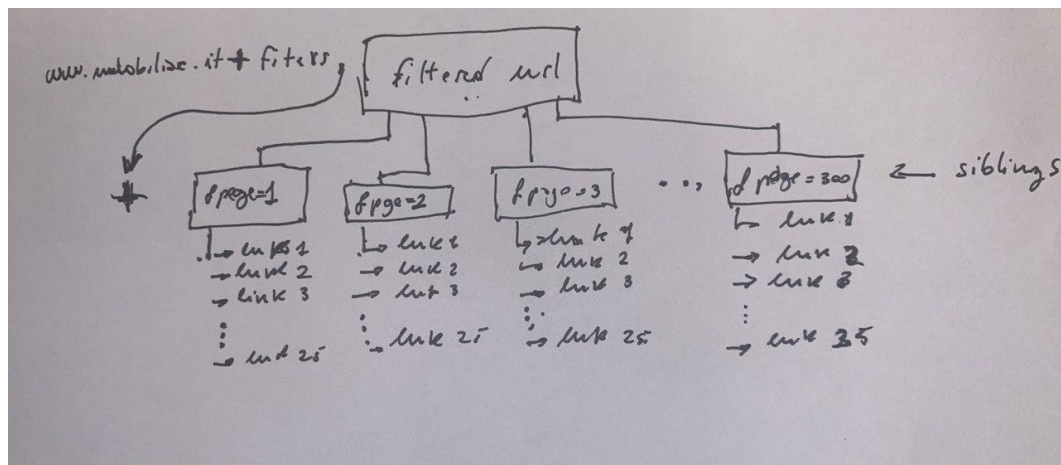 www.immobiliare.it + filters
filtered url
&page=1
&page=2
&page=3
...
&page=300
← siblings
→ link 1
→ link 2
→ link 3
→ link 25
→ link 1
→ link 2
→ link 3
→ link 25
→ link 1
→ link 2
→ link 3
→ link 25
→ link 1
→ link 2
→ link 3
→ link 25